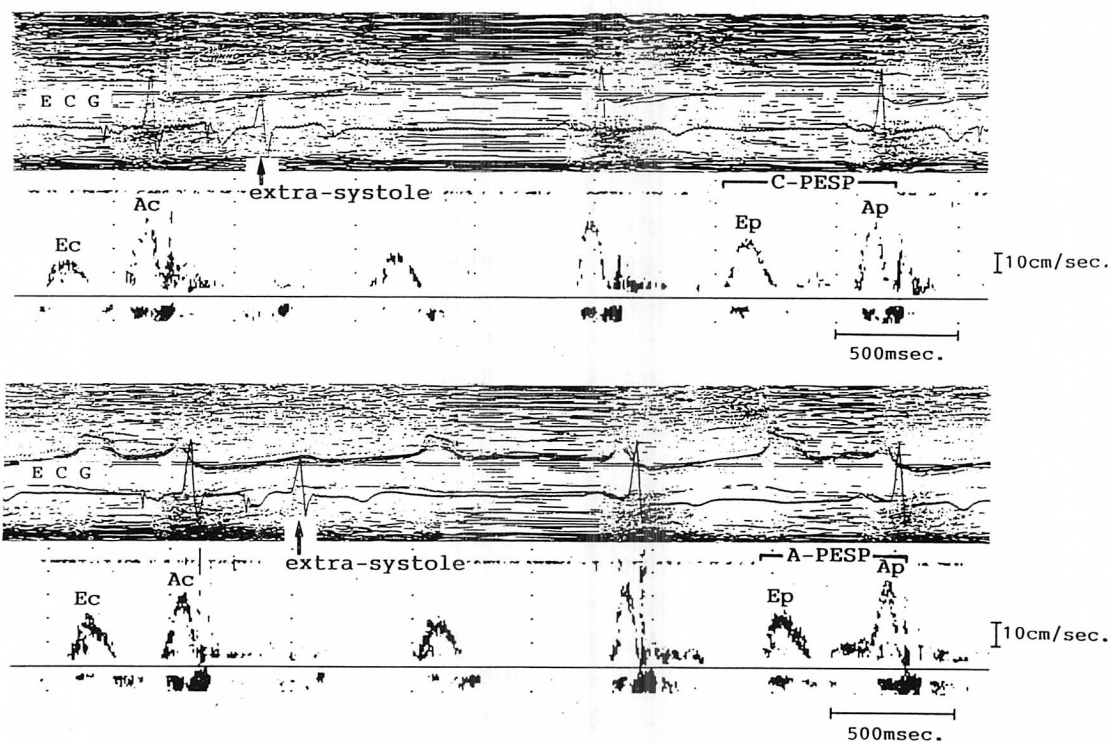 E C G
extra-systole
C-PESP
Ac
Ap
Ec
Ep
10cm/sec.
500msec.
E C G
extra-systole
A-PESP
Ac
Ap
Ec
Ep
10cm/sec.
500msec.